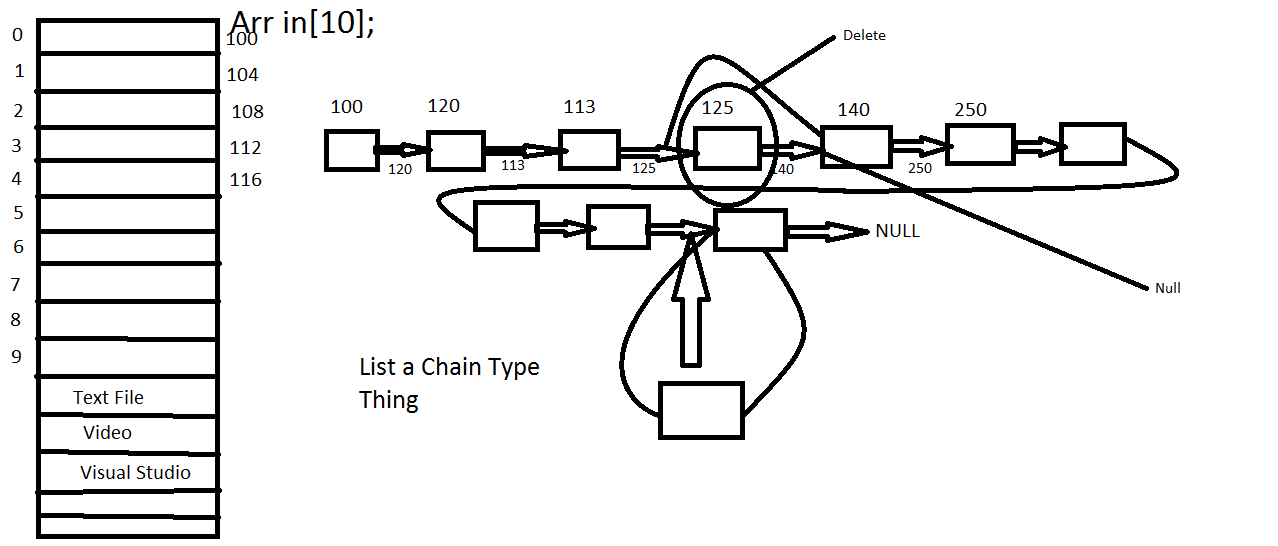 Arr in[10];
0
100
1
104
2
108
3
112
4
116
5
6
7
8
9
Text File
Video
Visual Studio
Delete
100
120
113
125
140
250
120
113
125
140
250
NULL
Null
List a Chain Type
Thing